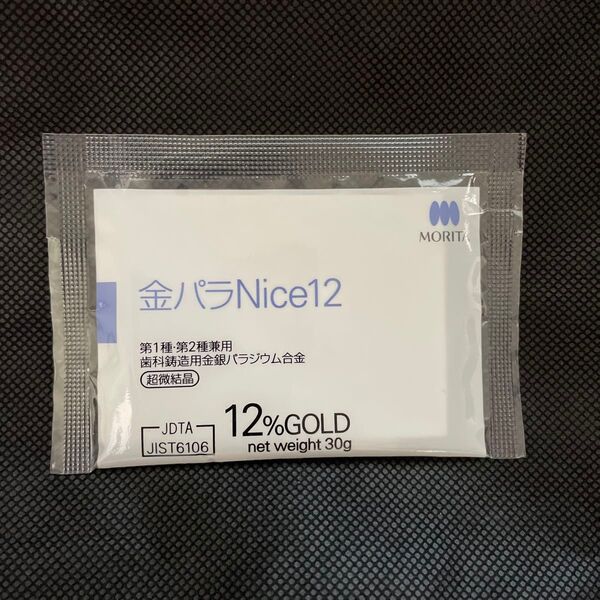 MORITA
金パラNice12
第1種・第2種兼用
歯科鋳造用金銀パラジウム合金
超微結晶
JDTA
JIST6106
12%GOLD
net weight 30g